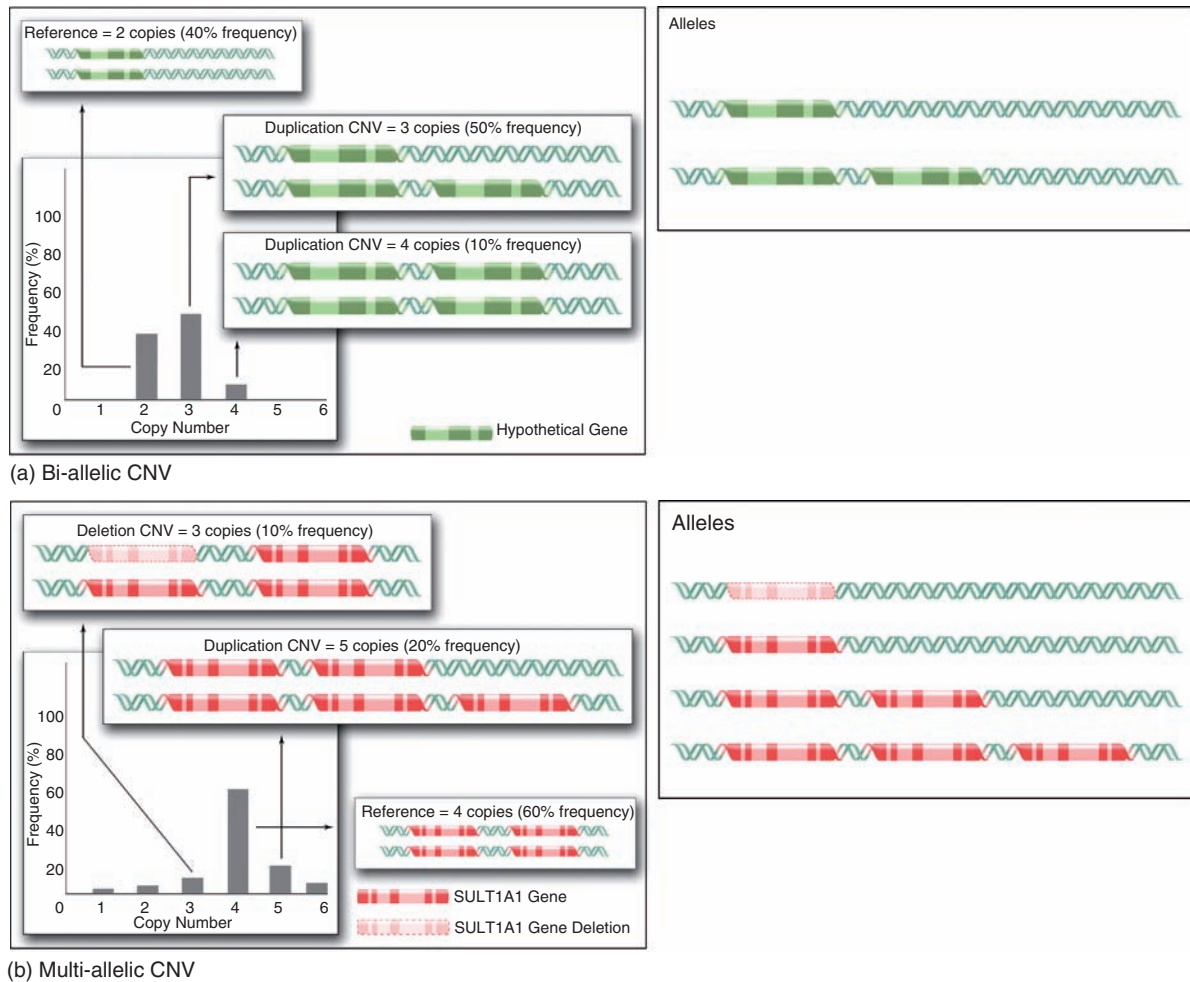 Reference = 2 copies (40% frequency)
Duplication CNV = 3 copies (50% frequency)
Duplication CNV = 4 copies (10% frequency)
Frequency (%)
100
80
60
40
20
0 1 2 3 4 5 6
Copy Number
Hypothetical Gene
Alleles
(a) Bi-allelic CNV
Deletion CNV = 3 copies (10% frequency)
Duplication CNV = 5 copies (20% frequency)
Reference = 4 copies (60% frequency)
Frequency (%)
100
80
60
40
20
0 1 2 3 4 5 6
Copy Number
SULT1A1 Gene
SULT1A1 Gene Deletion
Alleles
(b) Multi-allelic CNV